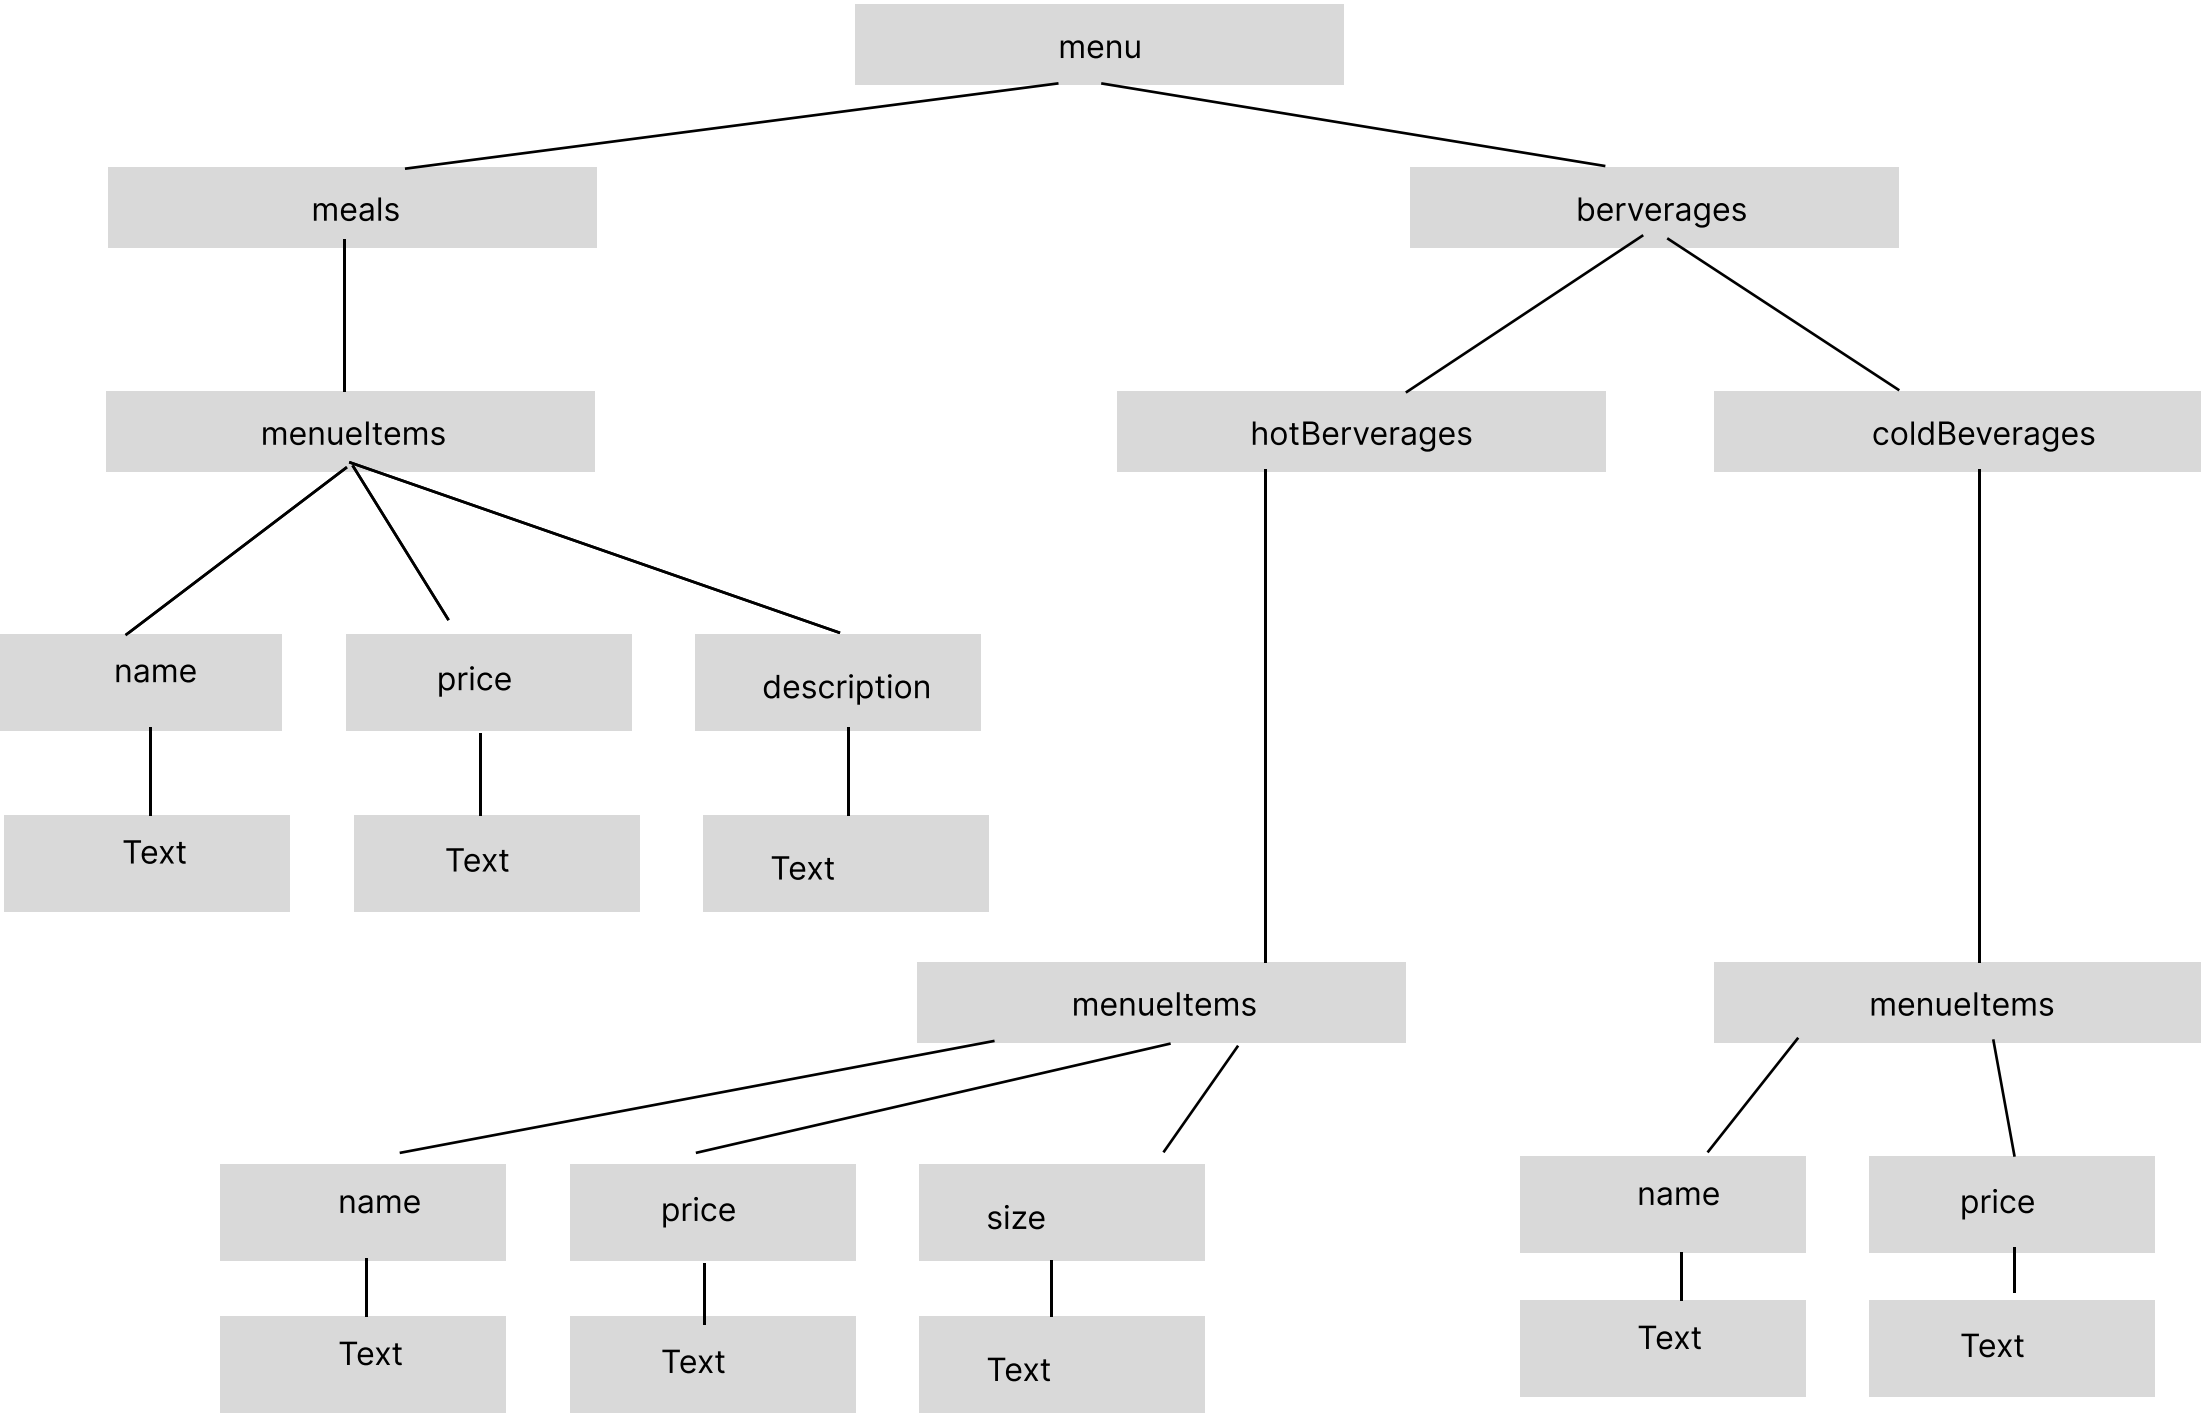 menu
meals
berverages
menueItems
hotBerverages
coldBeverages
name
price
description
Text
Text
Text
menueItems
menueItems
name
price
size
name
price
Text
Text
Text
Text
Text